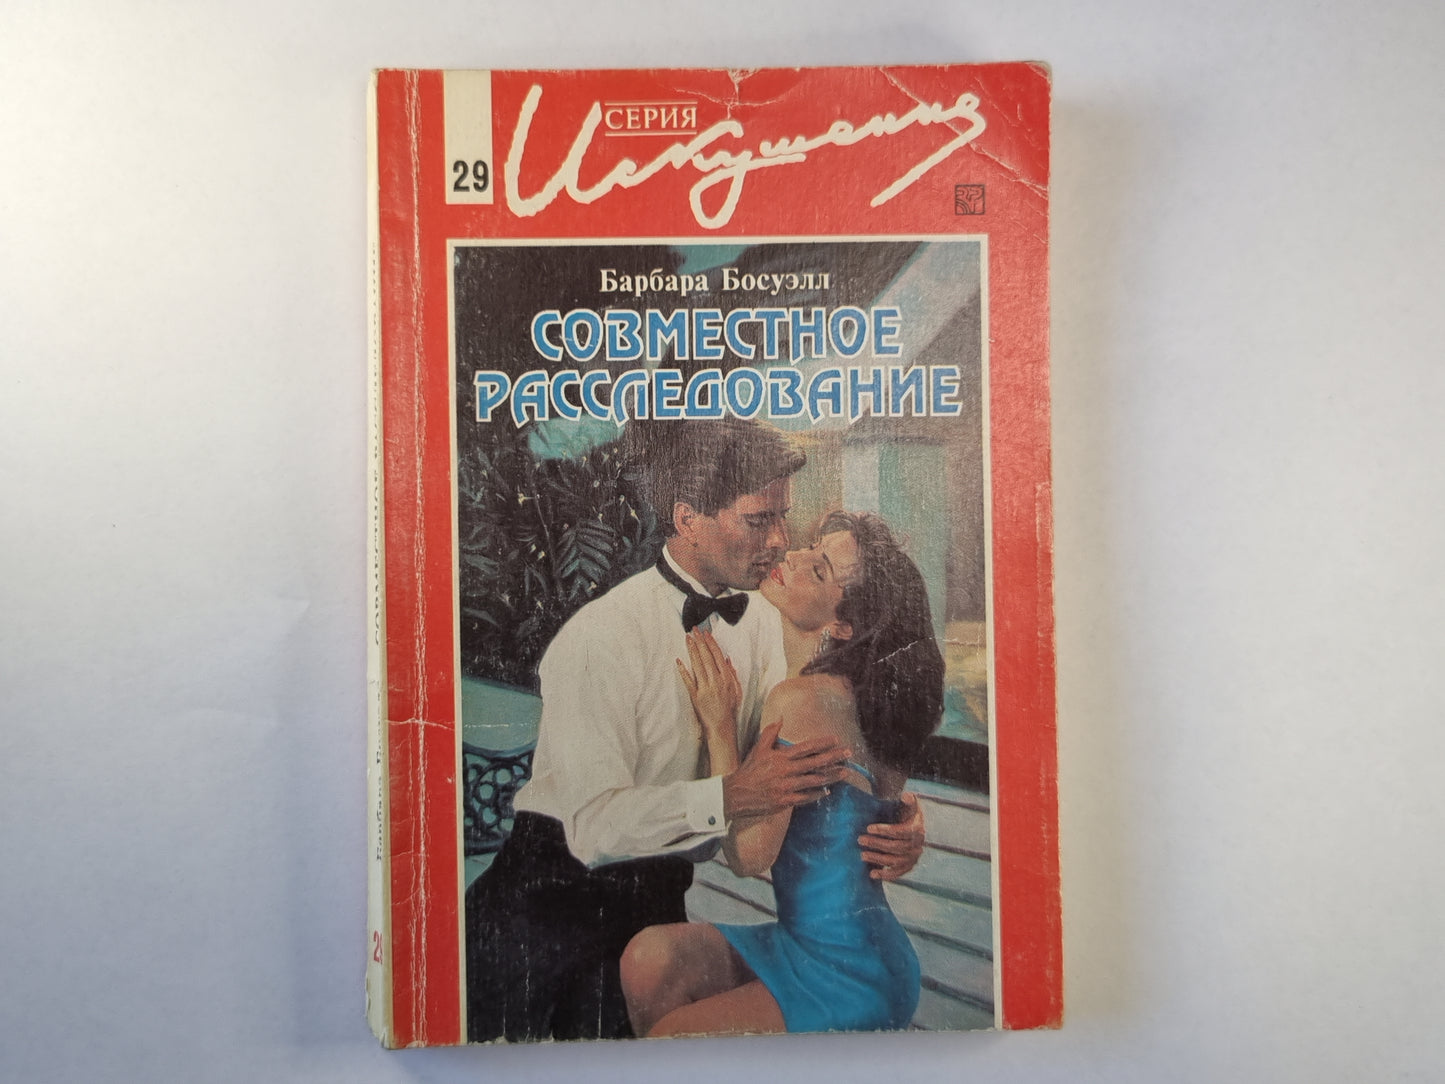 29
СЕРИЯ
Искушение
Барбара Босуэлл
СОВМЕСТНОЕ
РАССЛЕДОВАНИЕ